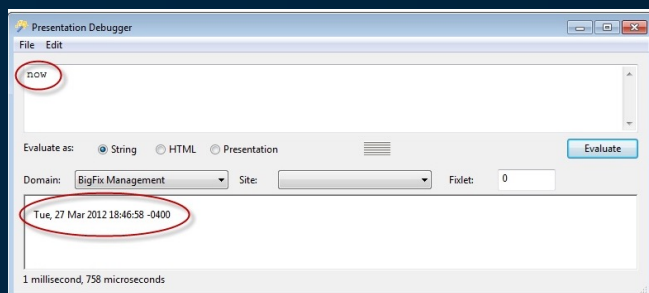 Presentation Debugger
File Edit
now
Evaluate as: String HTML Presentation Evaluate
Domain: BigFix Management Site: Fixlet: 0
Tue, 27 Mar 2012 18:46:58 -0400
1 millisecond, 758 microseconds